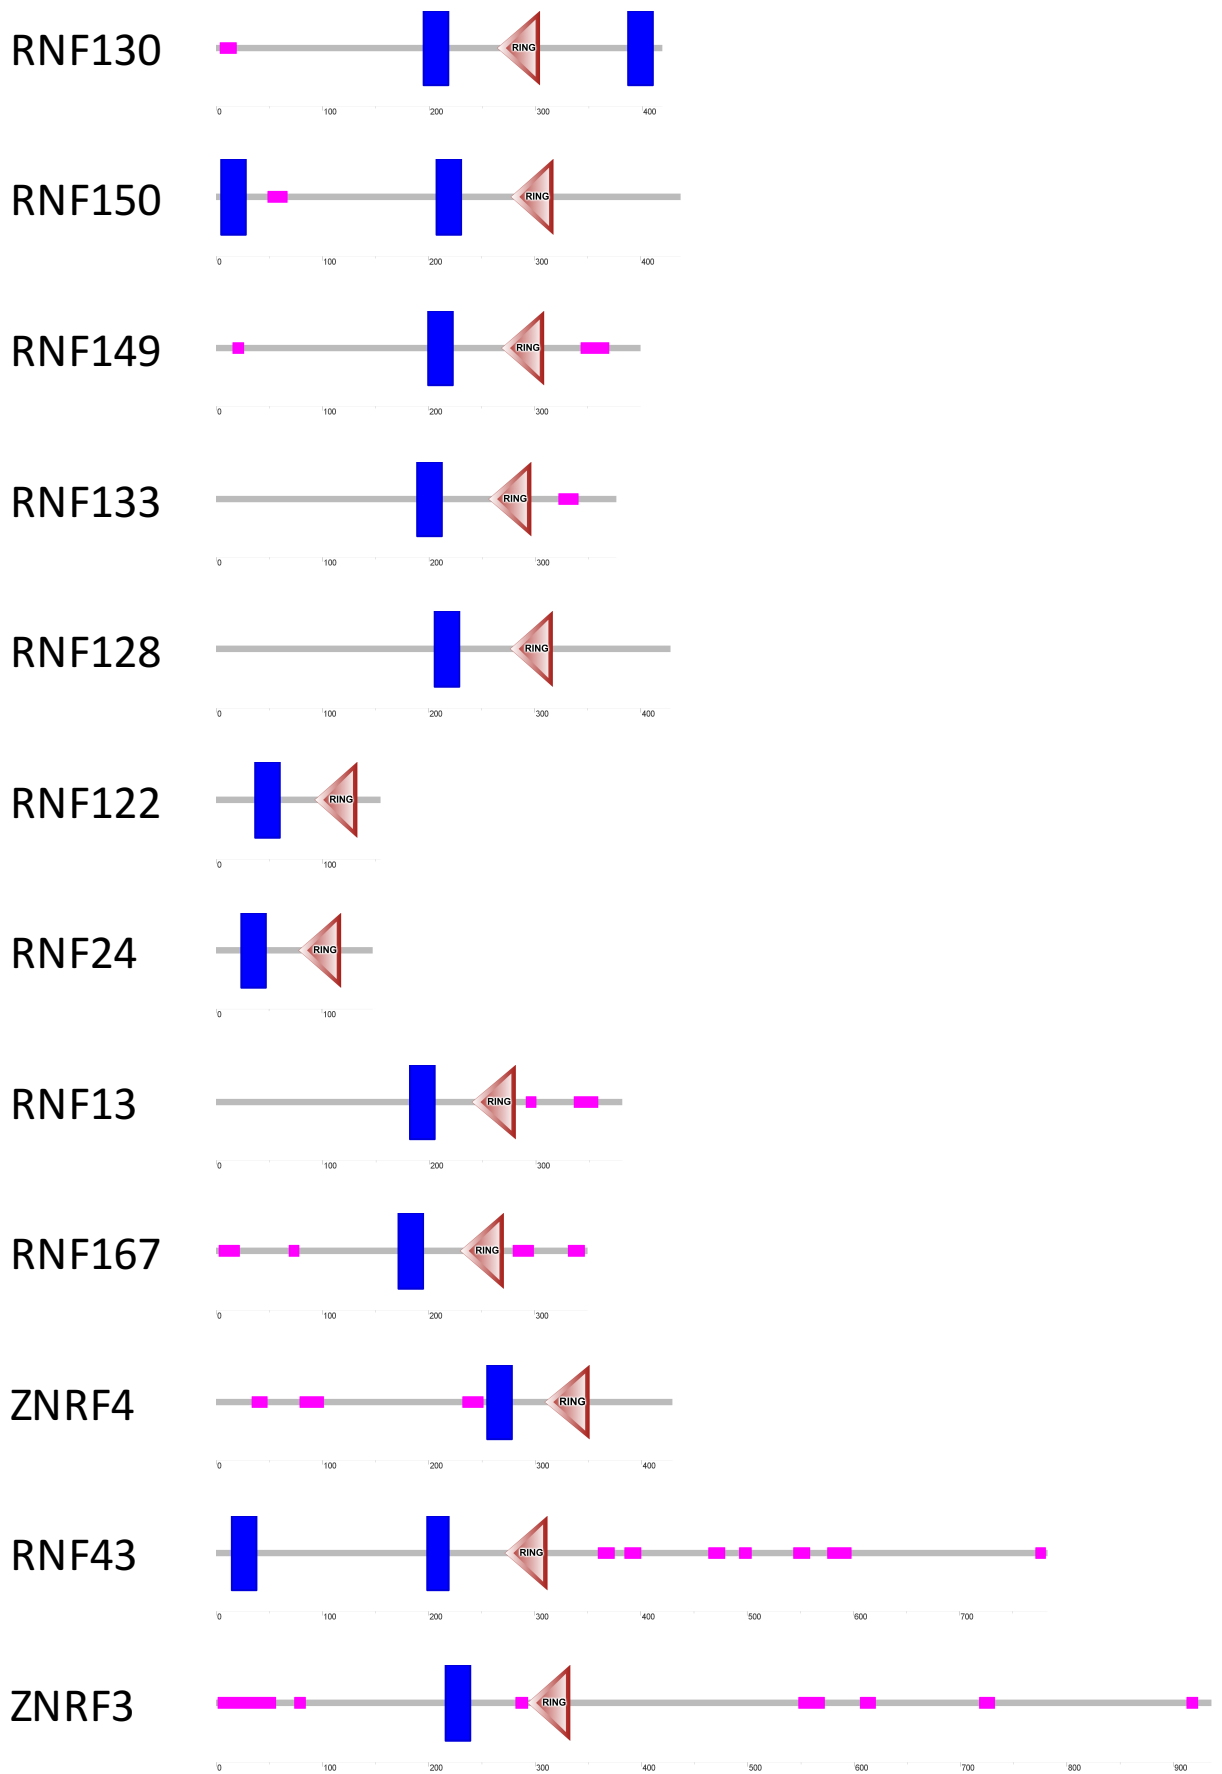 RNF130 RING
0 100 200 300 400
RNF150 RING
0 100 200 300 400
RNF149 RING
0 100 200 300
RNF133 RING
0 100 200 300
RNF128 RING
0 100 200 300 400
RNF122 RING
0 100
RNF24 RING
0 100
RNF13 RING
0 100 200 300
RNF167 RING
0 100 200 300
ZNRF4 RING
0 100 200 300 400
RNF43 RING
0 100 200 300 400 500 600 700
ZNRF3 RING
0 100 200 300 400 500 600 700 800 900